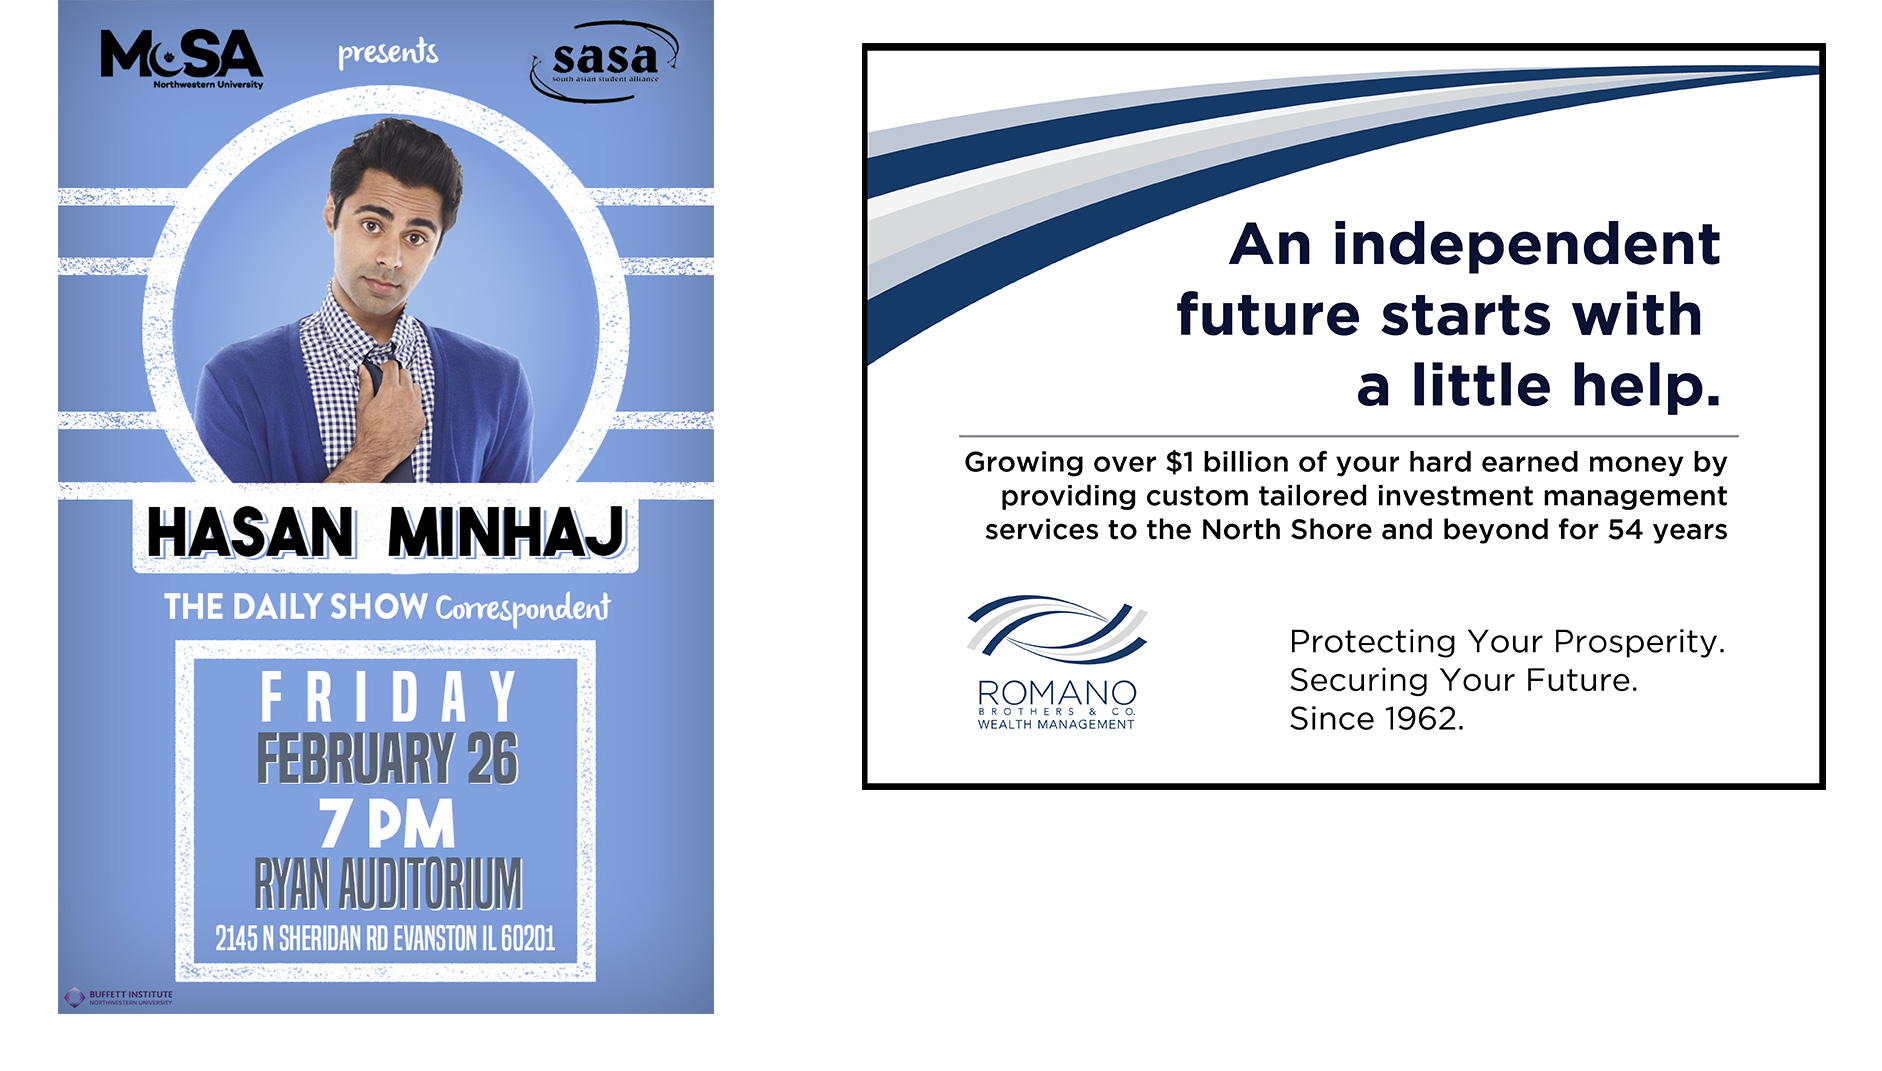 McSA
Northwestern University
presents
sasa
south asian student alliance
HASAN MINHAJ
THE DAILY SHOW Correspondent
FRIDAY
FEBRUARY 26
7 PM
RYAN AUDITORIUM
2145 N SHERIDAN RD EVANSTON IL 60201
BUFFETT INSTITUTE
NORTHWESTERN UNIVERSITY
An independent
future starts with
a little help.
Growing over $1 billion of your hard earned money by
providing custom tailored investment management
services to the North Shore and beyond for 54 years
ROMANO
BROTHERS & CO.
WEALTH MANAGEMENT
Protecting Your Prosperity.
Securing Your Future.
Since 1962.